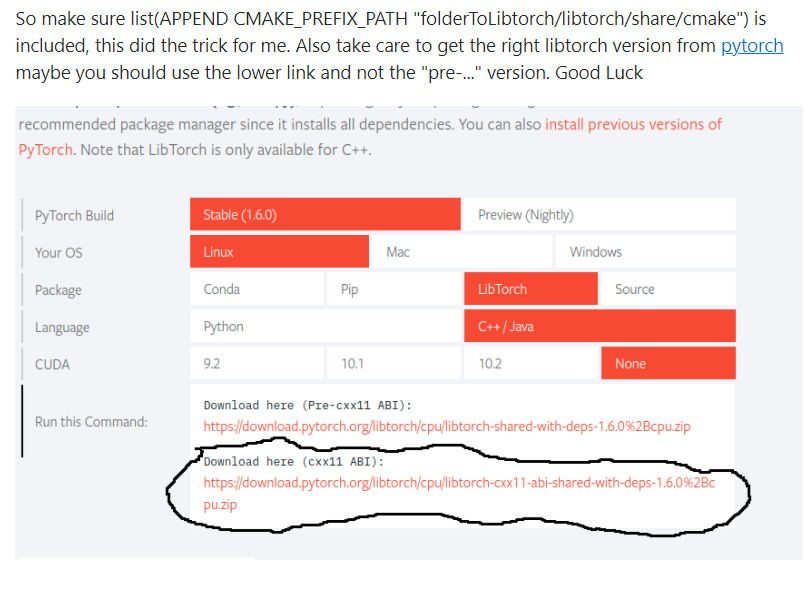 So make sure list(APPEND CMAKE_PREFIX_PATH "folderToLibtorch/libtorch/share/cmake") is
included, this did the trick for me. Also take care to get the right libtorch version from pytorch
maybe you should use the lower link and not the "pre-..." version. Good Luck
recommended package manager since it installs all dependencies. You can also install previous versions of
PyTorch. Note that LibTorch is only available for C++.
PyTorch Build Stable (1.6.0) Preview (Nightly)
Your OS Linux Mac Windows
Package Conda Pip LibTorch Source
Language Python C++ / Java
CUDA 9.2 10.1 10.2 None
Run this Command:
Download here (Pre-cxx11 ABI):
https://download.pytorch.org/libtorch/cpu/libtorch-shared-with-deps-1.6.0%2Bcpu.zip
Download here (cxx11 ABI):
https://download.pytorch.org/libtorch/cpu/libtorch-cxx11-abi-shared-with-deps-1.6.0%2Bc
pu.zip